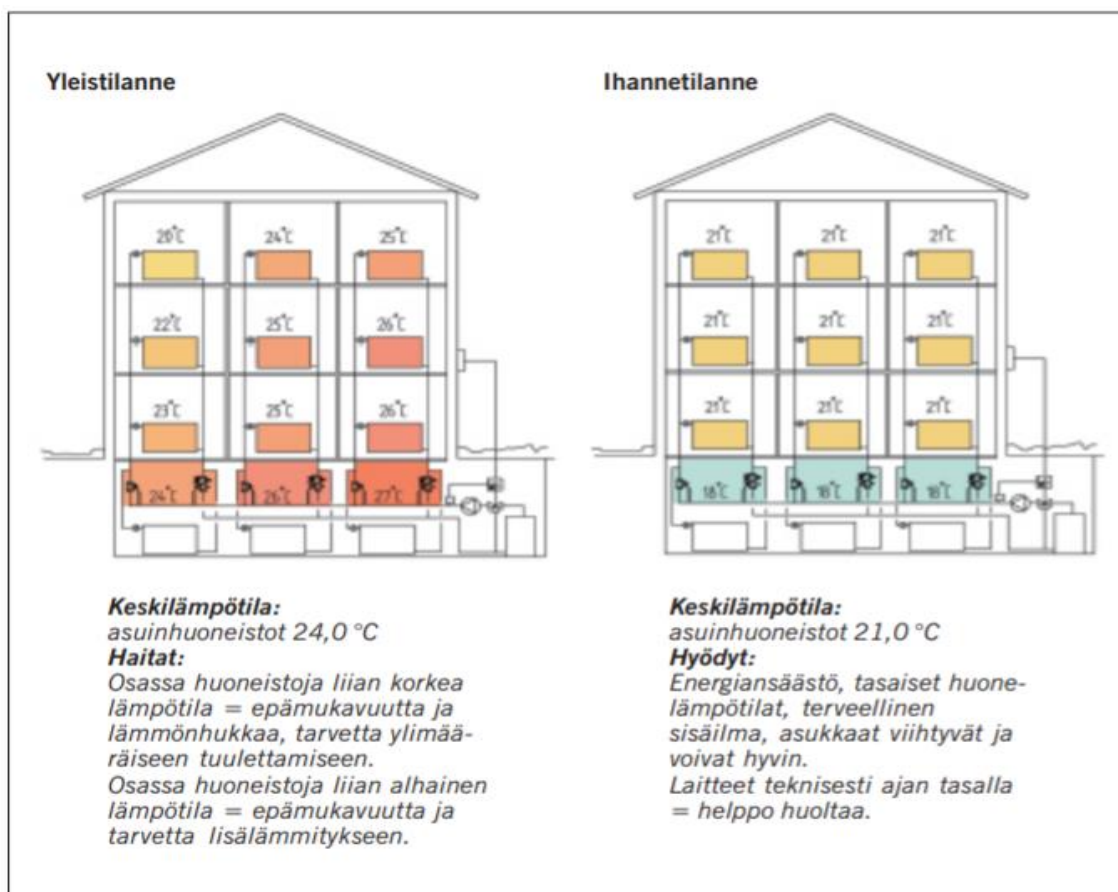 Yleistilanne
20°C 24°C 25°C
22°C 25°C 26°C
23°C 25°C 26°C
24°C 26°C 27°C
Keskilämpötila:
asuinhuoneistot 24,0 °C
Haitat:
Osassa huoneistoja liian korkea
lämpötila = epämukavuutta ja
lämmönhukkaa, tarvetta ylimää-
räiseen tuulettamiseen.
Osassa huoneistoja liian alhainen
lämpötila = epämukavuutta ja
tarvetta lisälämmitykseen.
Ihannetilanne
21°C 21°C 21°C
21°C 21°C 21°C
21°C 21°C 21°C
18°C 18°C 18°C
Keskilämpötila:
asuinhuoneistot 21,0 °C
Hyödyt:
Energiansäästö, tasaiset huone-
lämpötilat, terveellinen
sisäilma, asukkaat viihtyvät ja
voivat hyvin.
Laitteet teknisesti ajan tasalla
= helppo huoltaa.